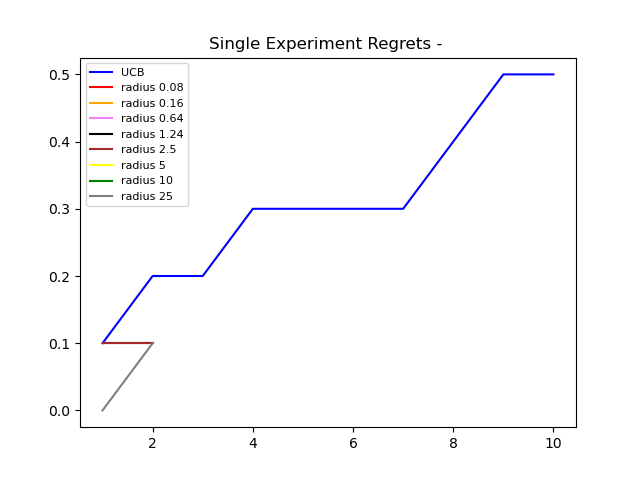 Single Experiment Regrets -
UCB
radius 0.08
radius 0.16
radius 0.64
radius 1.24
radius 2.5
radius 5
radius 10
radius 25
0.5
0.4
0.3
0.2
0.1
0.0
2 4 6 8 10